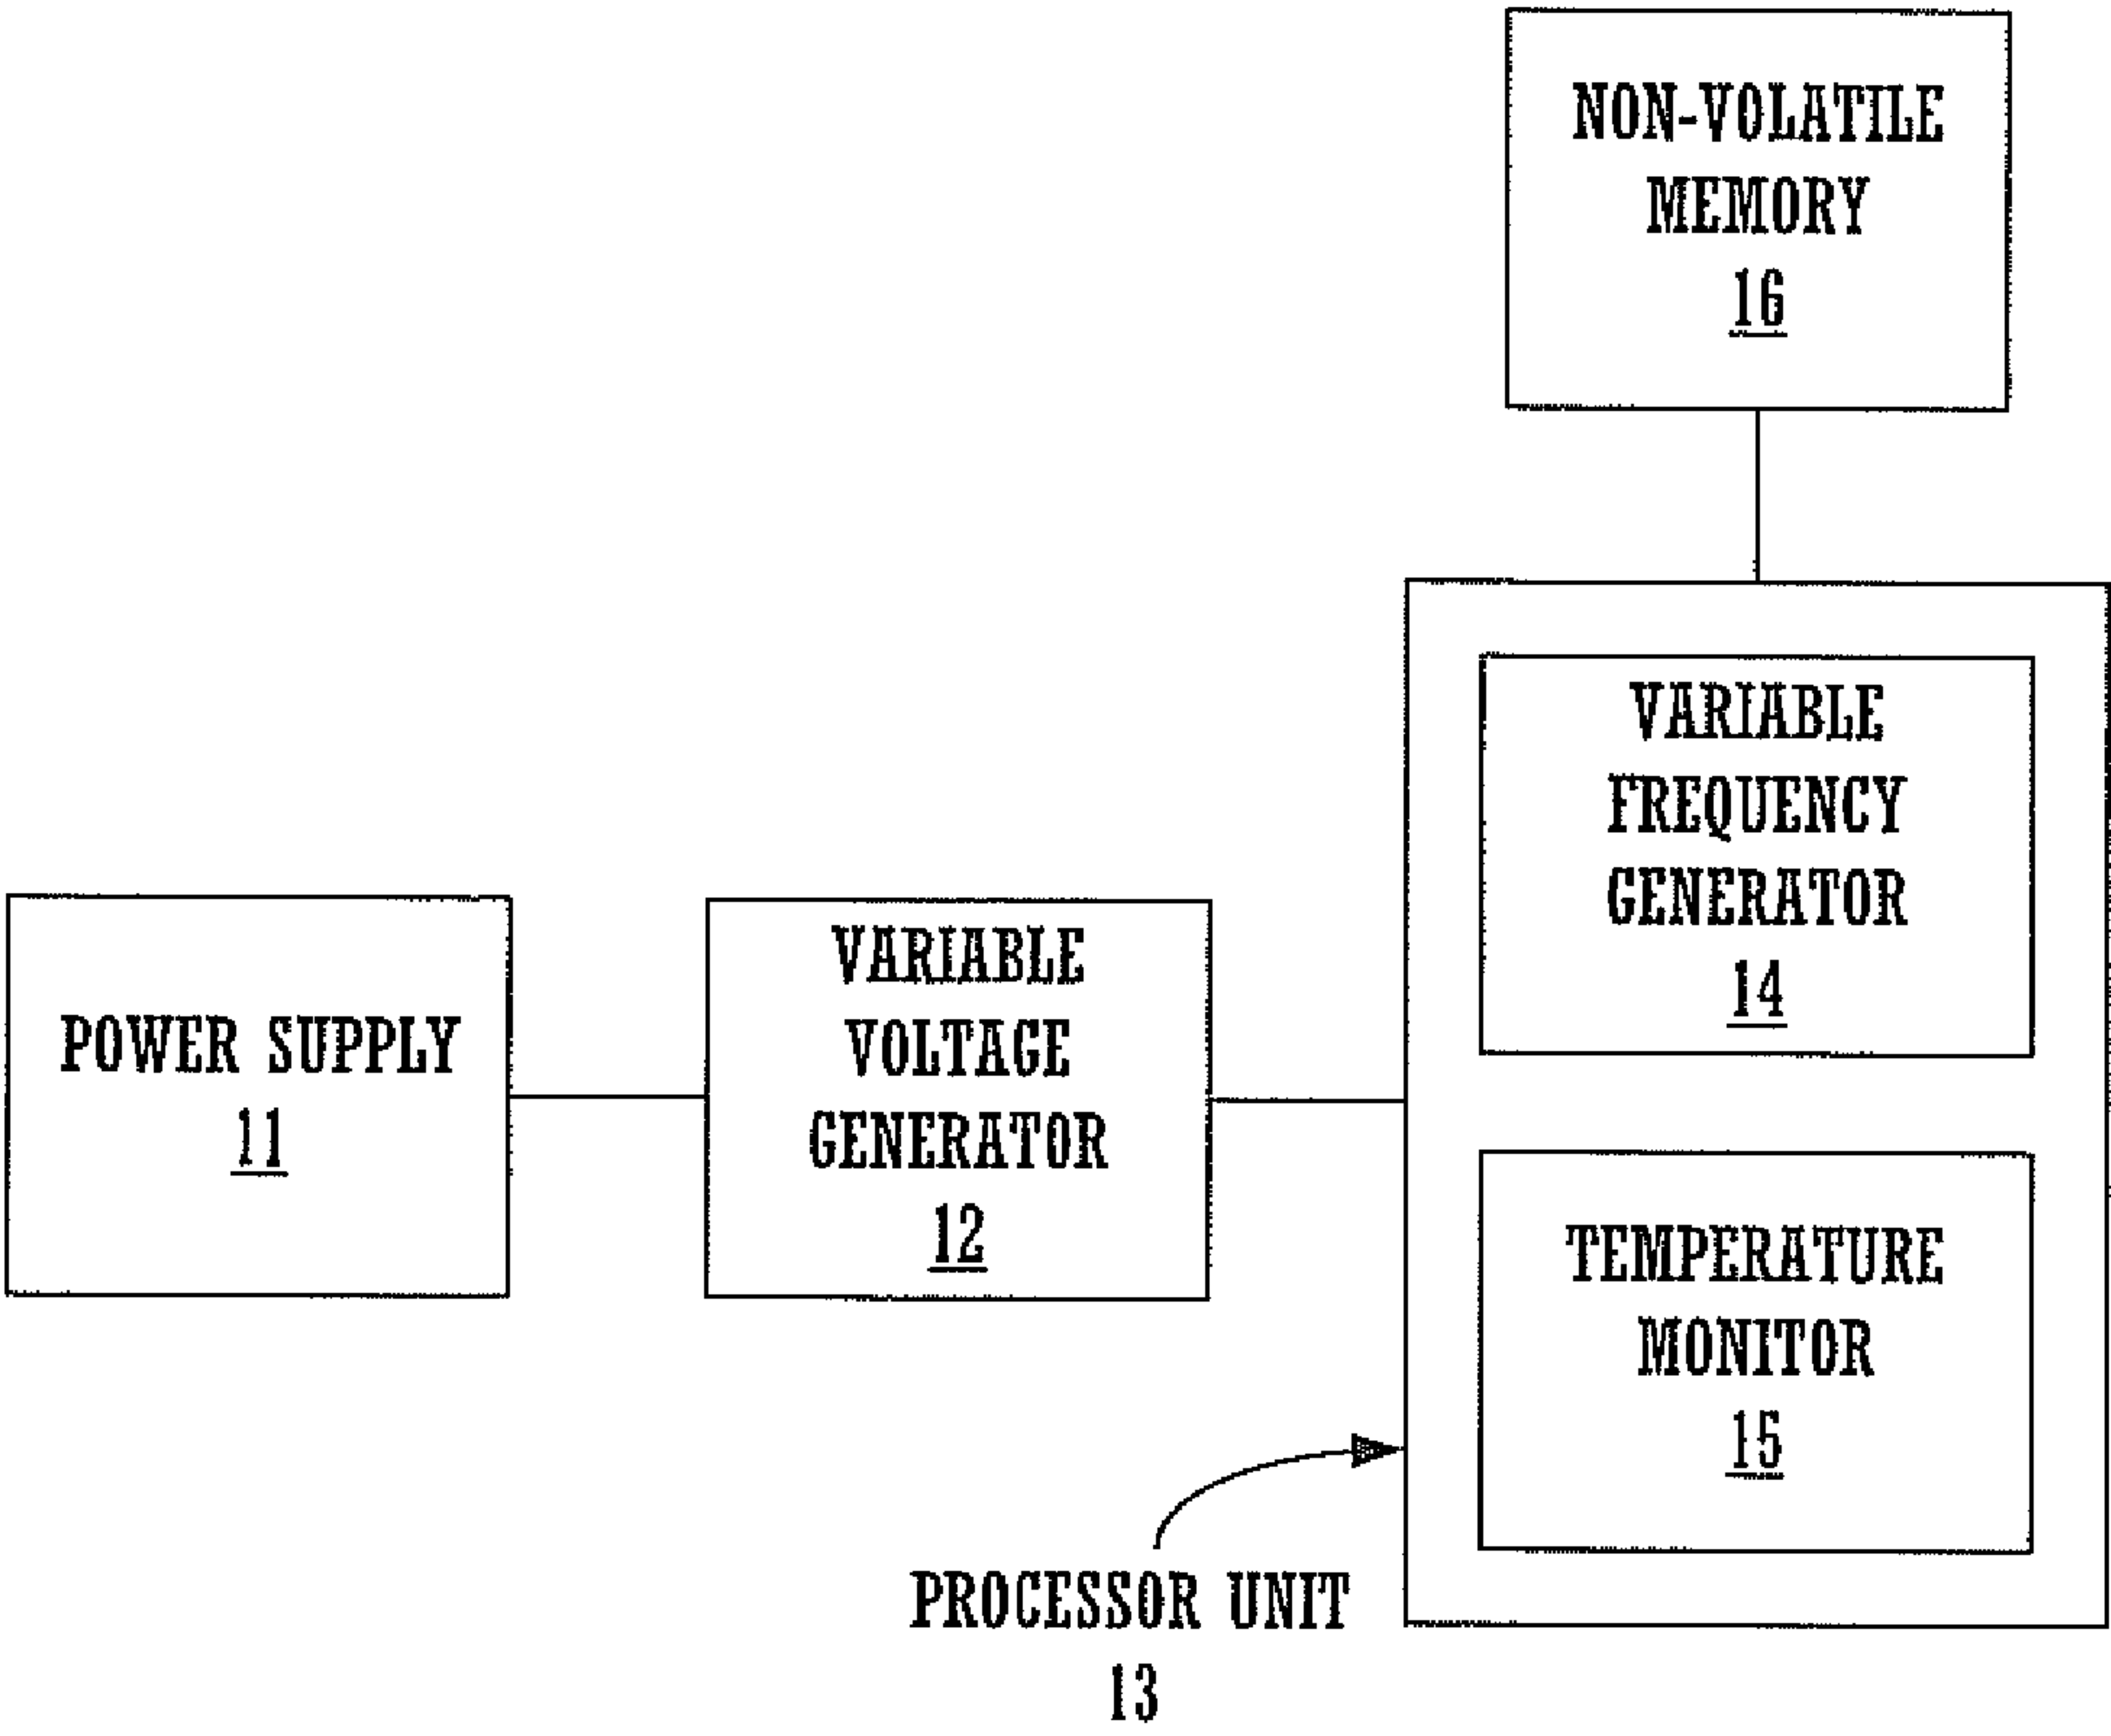 NON-VOLATILE
MEMORY
16
VARIABLE
FREQUENCY
GENERATOR
14
POWER SUPPLY
11
VARIABLE
VOLTAGE
GENERATOR
12
TEMPERATURE
MONITOR
15
PROCESSOR UNIT
13